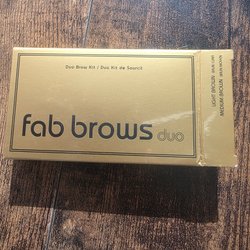 Duo Brow Kit / Duo Kit de Sourcil
fab brows duo
LIGHT BROWN
MEDIUM BROWN